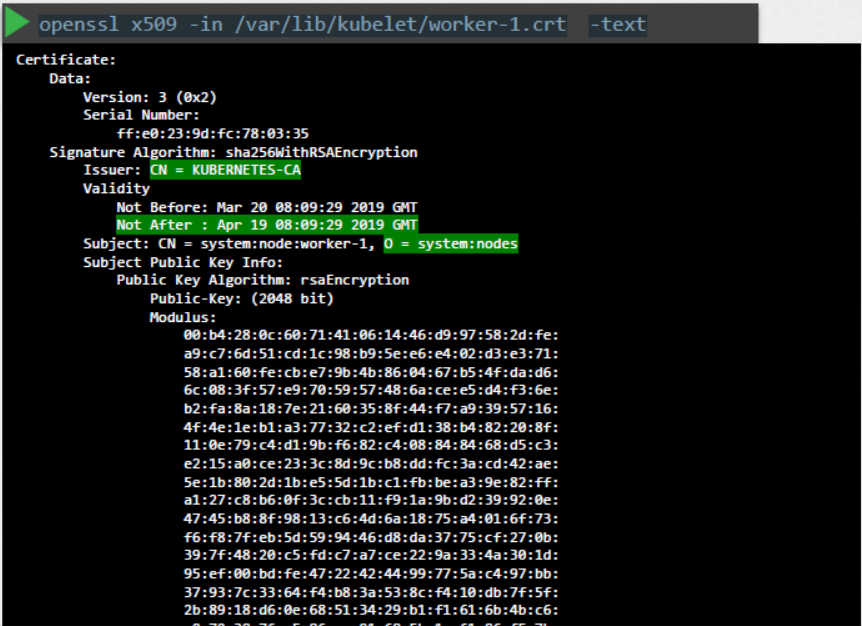 openssl x509 -in /var/lib/kubelet/worker-1.crt -text
Certificate:
Data:
Version: 3 (0x2)
Serial Number:
ff:e0:23:9d:fc:78:03:35
Signature Algorithm: sha256WithRSAEncryption
Issuer: CN = KUBERNETES-CA
Validity
Not Before: Mar 20 08:09:29 2019 GMT
Not After : Apr 19 08:09:29 2019 GMT
Subject: CN = system:node:worker-1, O = system:nodes
Subject Public Key Info:
Public Key Algorithm: rsaEncryption
Public-Key: (2048 bit)
Modulus:
00:b4:28:0c:60:71:41:06:14:46:d9:97:58:2d:fe:
a9:c7:6d:51:cd:1c:98:b9:5e:e6:e4:02:d3:e3:71:
58:a1:60:fe:cb:e7:9b:4b:86:04:67:b5:4f:da:d6:
6c:08:3f:57:e9:70:59:57:48:6a:ce:e5:d4:f3:6e:
b2:fa:8a:18:7e:21:60:35:8f:44:f7:a9:39:57:16:
4f:4e:1e:b1:a3:77:32:c2:ef:d1:38:b4:82:20:8f:
11:0e:79:c4:d1:9b:f6:82:c4:08:84:84:68:d5:c3:
e2:15:a0:ce:23:3c:8d:9c:b8:dd:fc:3a:cd:42:ae:
5e:1b:80:2d:1b:e5:5d:1b:c1:fb:be:a3:9e:82:ff:
a1:27:c8:b6:0f:3c:cb:11:f9:1a:9b:d2:39:92:0e:
47:45:b8:8f:98:13:c6:4d:6a:18:75:a4:01:6f:73:
f6:f8:7f:eb:5d:59:94:46:d8:da:37:75:cf:27:0b:
39:7f:48:20:c5:fd:c7:a7:ce:22:9a:33:4a:30:1d:
95:ef:00:bd:fe:47:22:42:44:99:77:5a:c4:97:bb:
37:93:7c:33:64:f4:b8:3a:53:8c:f4:10:db:7f:5f:
2b:89:18:d6:0e:68:51:34:29:b1:f1:61:6b:4b:c6: